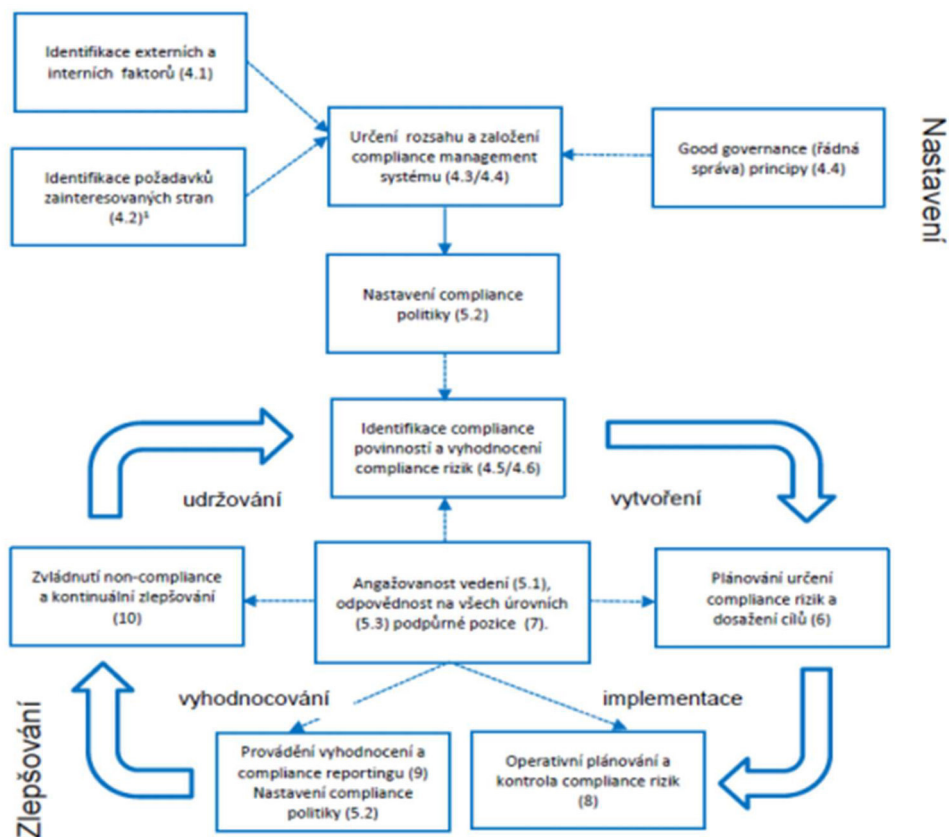 Identifikace externích a
interních faktorů (4.1)
Určení rozsahu a založení
compliance management
systému (4.3/4.4)
Good governance (řádná
správa) principy (4.4)
Nastavení
Identifikace požadavků
zainteresovaných stran
(4.2)¹
Nastavení compliance
politiky (5.2)
Identifikace compliance
povinností a vyhodnocení
compliance rizik (4.5/4.6)
udržování
vytvoření
Zvládnutí non-compliance
a kontinuální zlepšování
(10)
Angažovanost vedení (5.1),
odpovědnost na všech úrovních
(5.3) podpůrné pozice (7).
Plánování určení
compliance rizik a
dosažení cílů (6)
vyhodnocování
implementace
Zlepšování
Provádění vyhodnocení a
compliance reportingu (9)
Nastavení compliance
politiky (5.2)
Operativní plánování a
kontrola compliance rizik
(8)